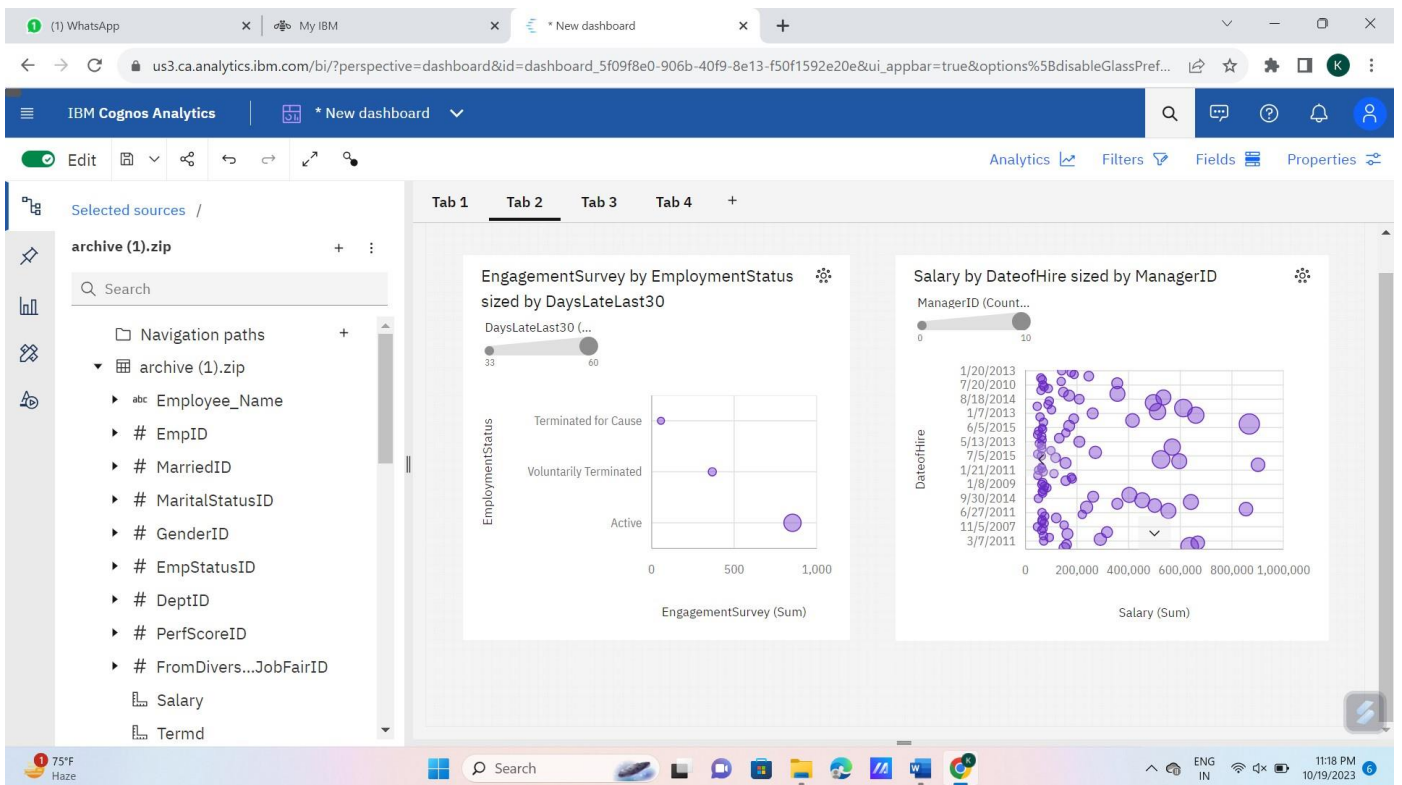 (1) WhatsApp
My IBM
* New dashboard
us3.ca.analytics.ibm.com/bi/?perspective=dashboard&id=dashboard_5f09f8e0-906b-40f9-8e13-f50f1592e20e&ui_appbar=true&options%5BdisableGlassPref...
K
IBM Cognos Analytics
* New dashboard
Edit
Analytics
Filters
Fields
Properties
Selected sources /
archive (1).zip
Search
Navigation paths
archive (1).zip
abc Employee_Name
# EmpID
# MarriedID
# MaritalStatusID
# GenderID
# EmpStatusID
# DeptID
# PerfScoreID
# FromDivers...JobFairID
Salary
Termd
Tab 1 Tab 2 Tab 3 Tab 4 +
EngagementSurvey by EmploymentStatus
sized by DaysLateLast30
DaysLateLast30 (...
33 60
EmploymentStatus
Terminated for Cause
Voluntarily Terminated
Active
0 500 1,000
EngagementSurvey (Sum)
Salary by DateofHire sized by ManagerID
ManagerID (Count...
0 10
DateofHire
1/20/2013
7/20/2010
8/18/2014
1/7/2013
6/5/2015
5/13/2013
7/5/2015
1/21/2011
1/8/2009
9/30/2014
6/27/2011
11/5/2007
3/7/2011
0 200,000 400,000 600,000 800,000 1,000,000
Salary (Sum)
1
75°F
Haze
Search
ENG
IN
11:18 PM
10/19/2023
6